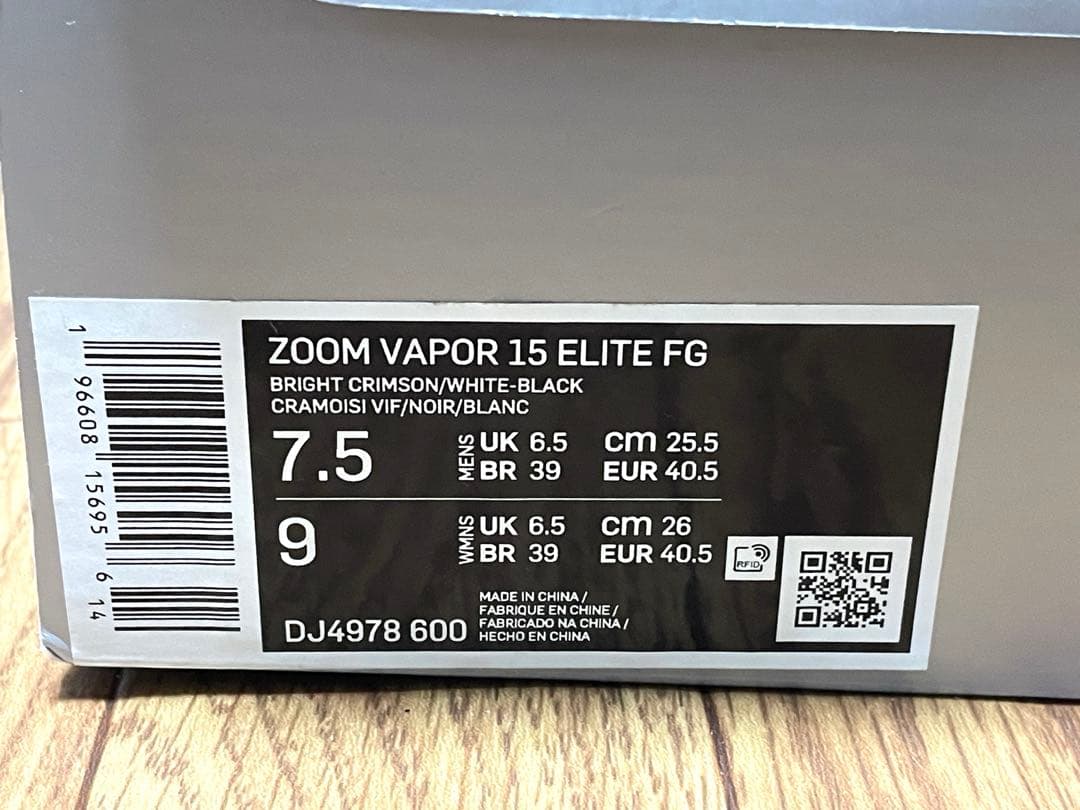 ZOOM VAPOR 15 ELITE FG
BRIGHT CRIMSON/WHITE-BLACK
CRAMOISI VIF/NOIR/BLANC
7.5 MENS UK 6.5 cm 25.5
BR 39 EUR 40.5
9 WMNS UK 6.5 cm 26
BR 39 EUR 40.5
RFID
MADE IN CHINA /
FABRIQUE EN CHINE /
FABRICADO NA CHINA /
HECHO EN CHINA
DJ4978 600
1 96608 15695 6 14